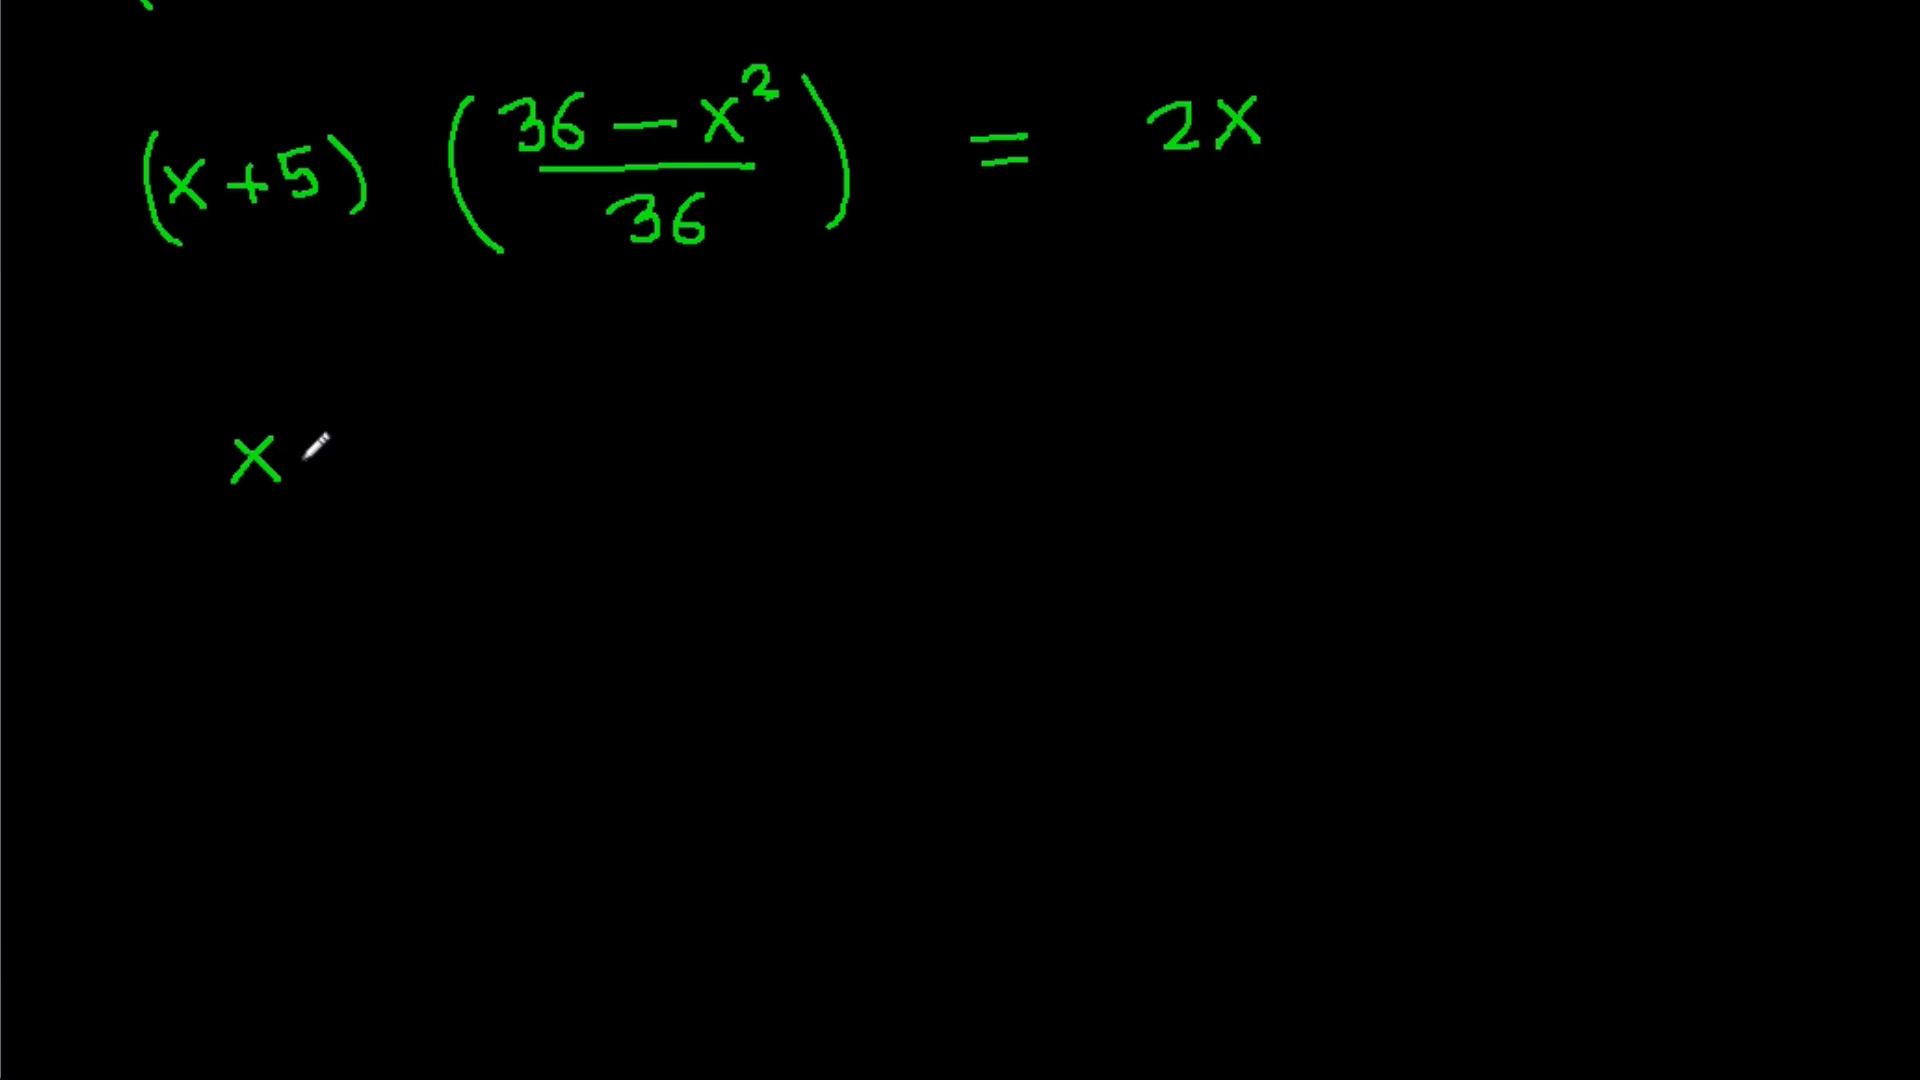 (x+5) ( (36 - x²) / 36 ) = 2x
x